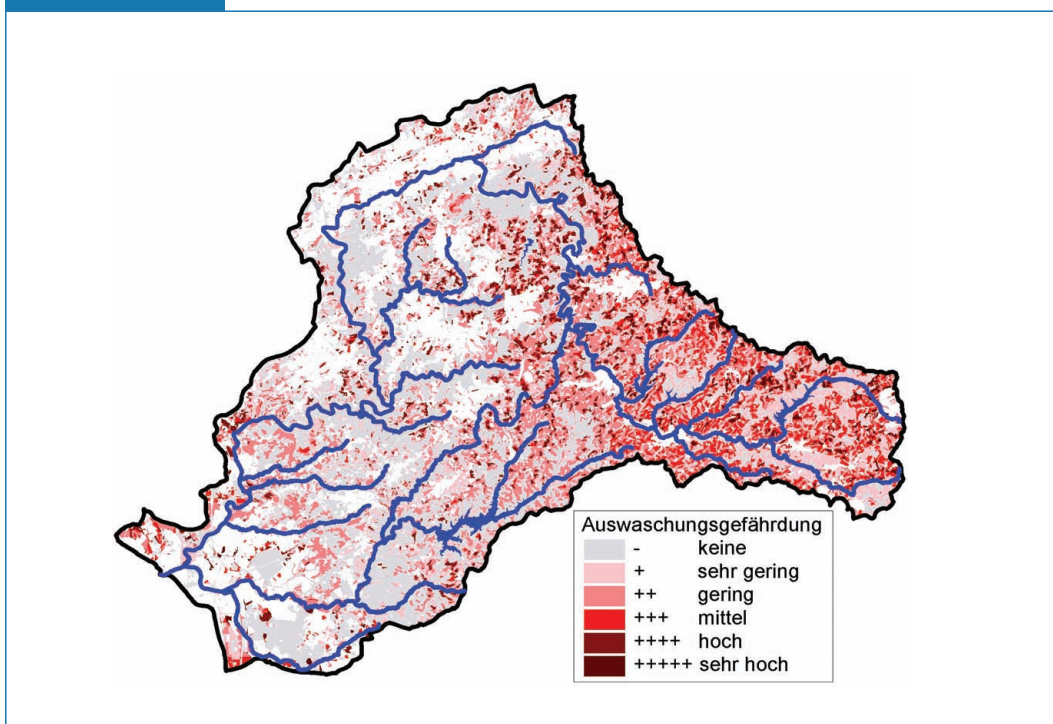 Auswaschungsgefährdung
- keine
+ sehr gering
++ gering
+++ mittel
++++ hoch
+++++ sehr hoch